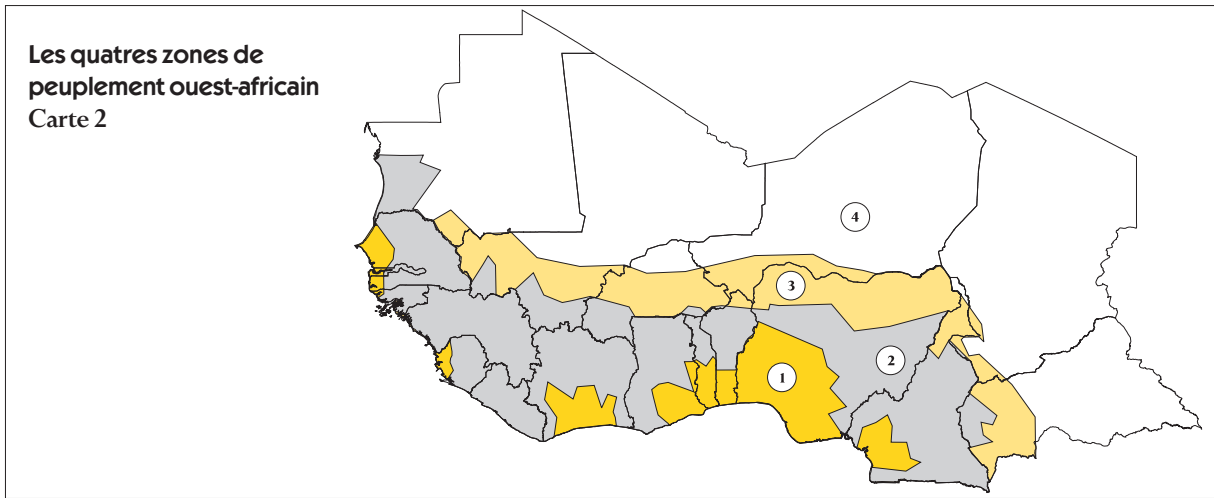 Les quatres zones de
peuplement ouest-africain
Carte 2
4
3
2
1